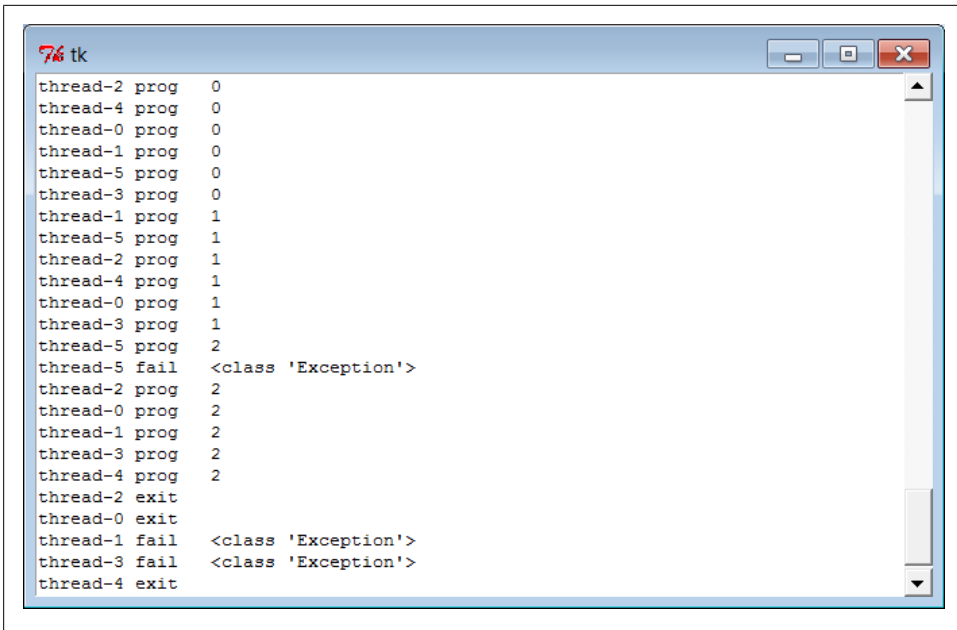 tk
thread-2 prog 0
thread-4 prog 0
thread-0 prog 0
thread-1 prog 0
thread-5 prog 0
thread-3 prog 0
thread-1 prog 1
thread-5 prog 1
thread-2 prog 1
thread-4 prog 1
thread-0 prog 1
thread-3 prog 1
thread-5 prog 2
thread-5 fail <class 'Exception'>
thread-2 prog 2
thread-0 prog 2
thread-1 prog 2
thread-3 prog 2
thread-4 prog 2
thread-2 exit
thread-0 exit
thread-1 fail <class 'Exception'>
thread-3 fail <class 'Exception'>
thread-4 exit